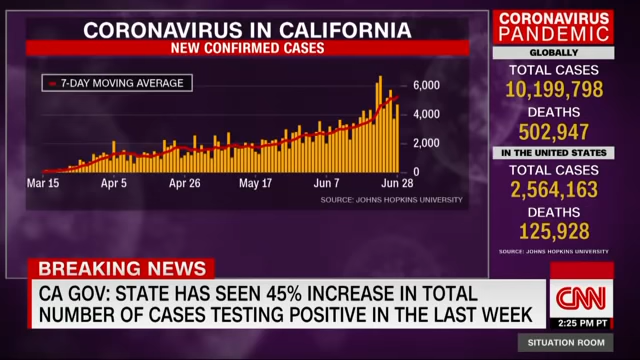 CORONAVIRUS IN CALIFORNIA
NEW CONFIRMED CASES
7-DAY MOVING AVERAGE
6,000
4,000
2,000
0
Mar 15 Apr 5 Apr 26 May 17 Jun 7 Jun 28
SOURCE: JOHNS HOPKINS UNIVERSITY
CORONAVIRUS
PANDEMIC
GLOBALLY
TOTAL CASES
10,199,798
DEATHS
502,947
IN THE UNITED STATES
TOTAL CASES
2,564,163
DEATHS
125,928
SOURCE: JOHNS HOPKINS UNIVERSITY
BREAKING NEWS
CA GOV: STATE HAS SEEN 45% INCREASE IN TOTAL
NUMBER OF CASES TESTING POSITIVE IN THE LAST WEEK
CNN
2:25 PM PT
SITUATION ROOM